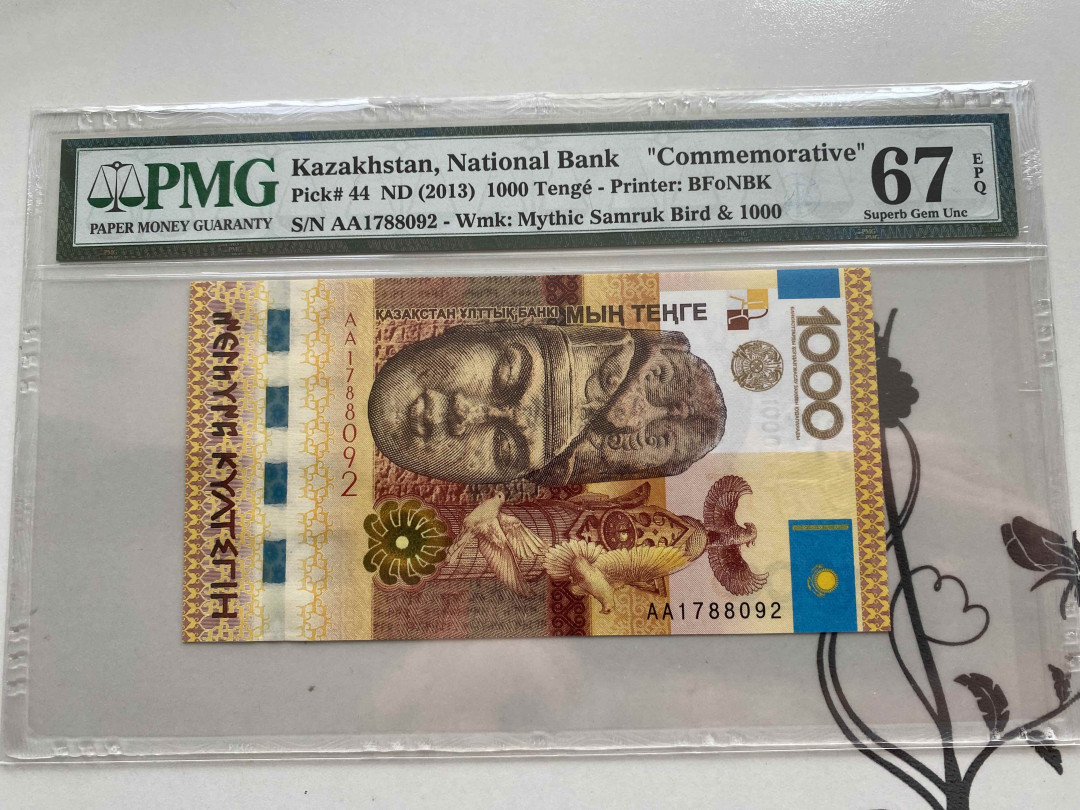 PMG
PAPER MONEY GUARANTY
Kazakhstan, National Bank "Commemorative"
Pick# 44 ND (2013) 1000 Tengé - Printer: BFoNBK
S/N AA1788092 - Wmk: Mythic Samruk Bird & 1000
67
EPQ
Superb Gem Unc
ҚАЗАҚСТАН ҰЛТТЫҚ БАНКІ
МЫҢ ТЕҢГЕ
1000
AA1788092
AA1788092
КҮЛТЕГІН